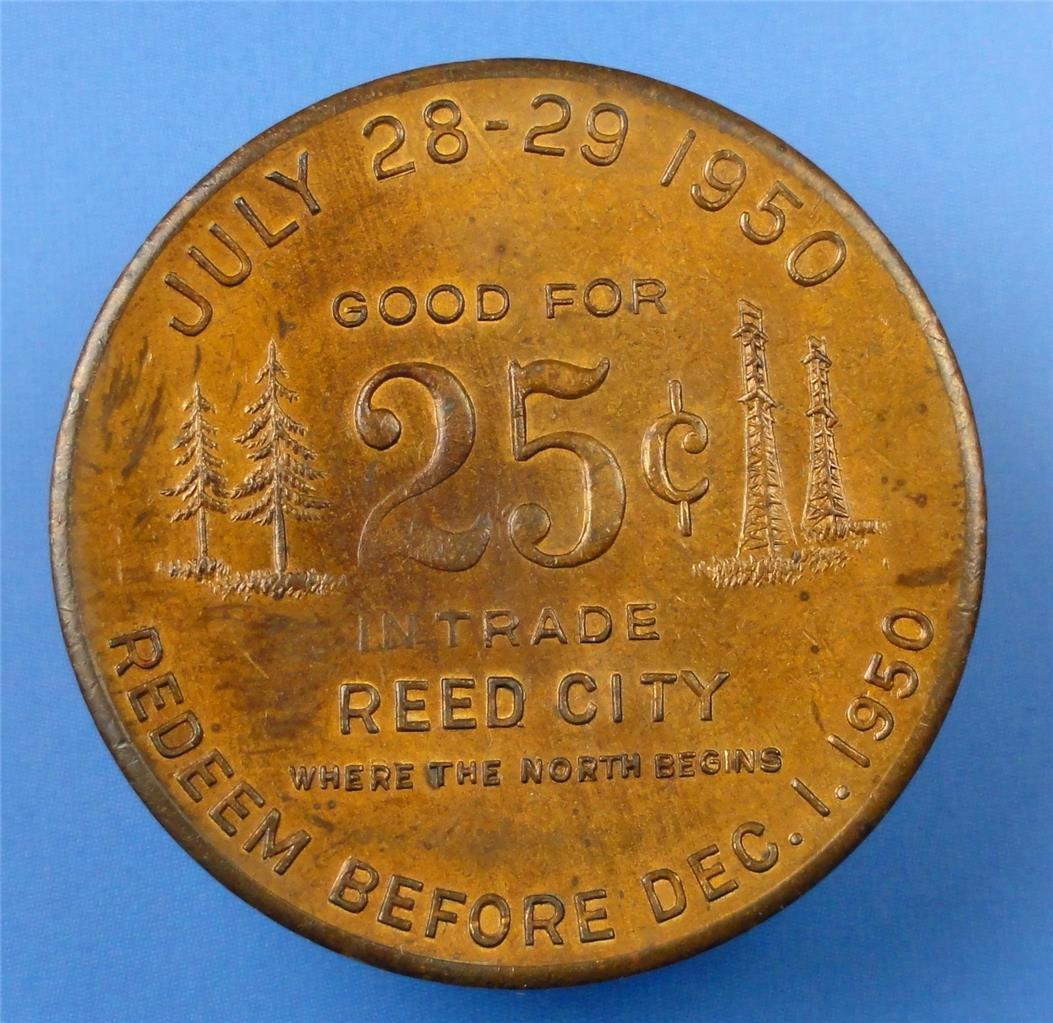 JULY 28-29 1950
GOOD FOR
25¢
IN TRADE
REED CITY
WHERE THE NORTH BEGINS
REDEEM BEFORE DEC. 1. 1950